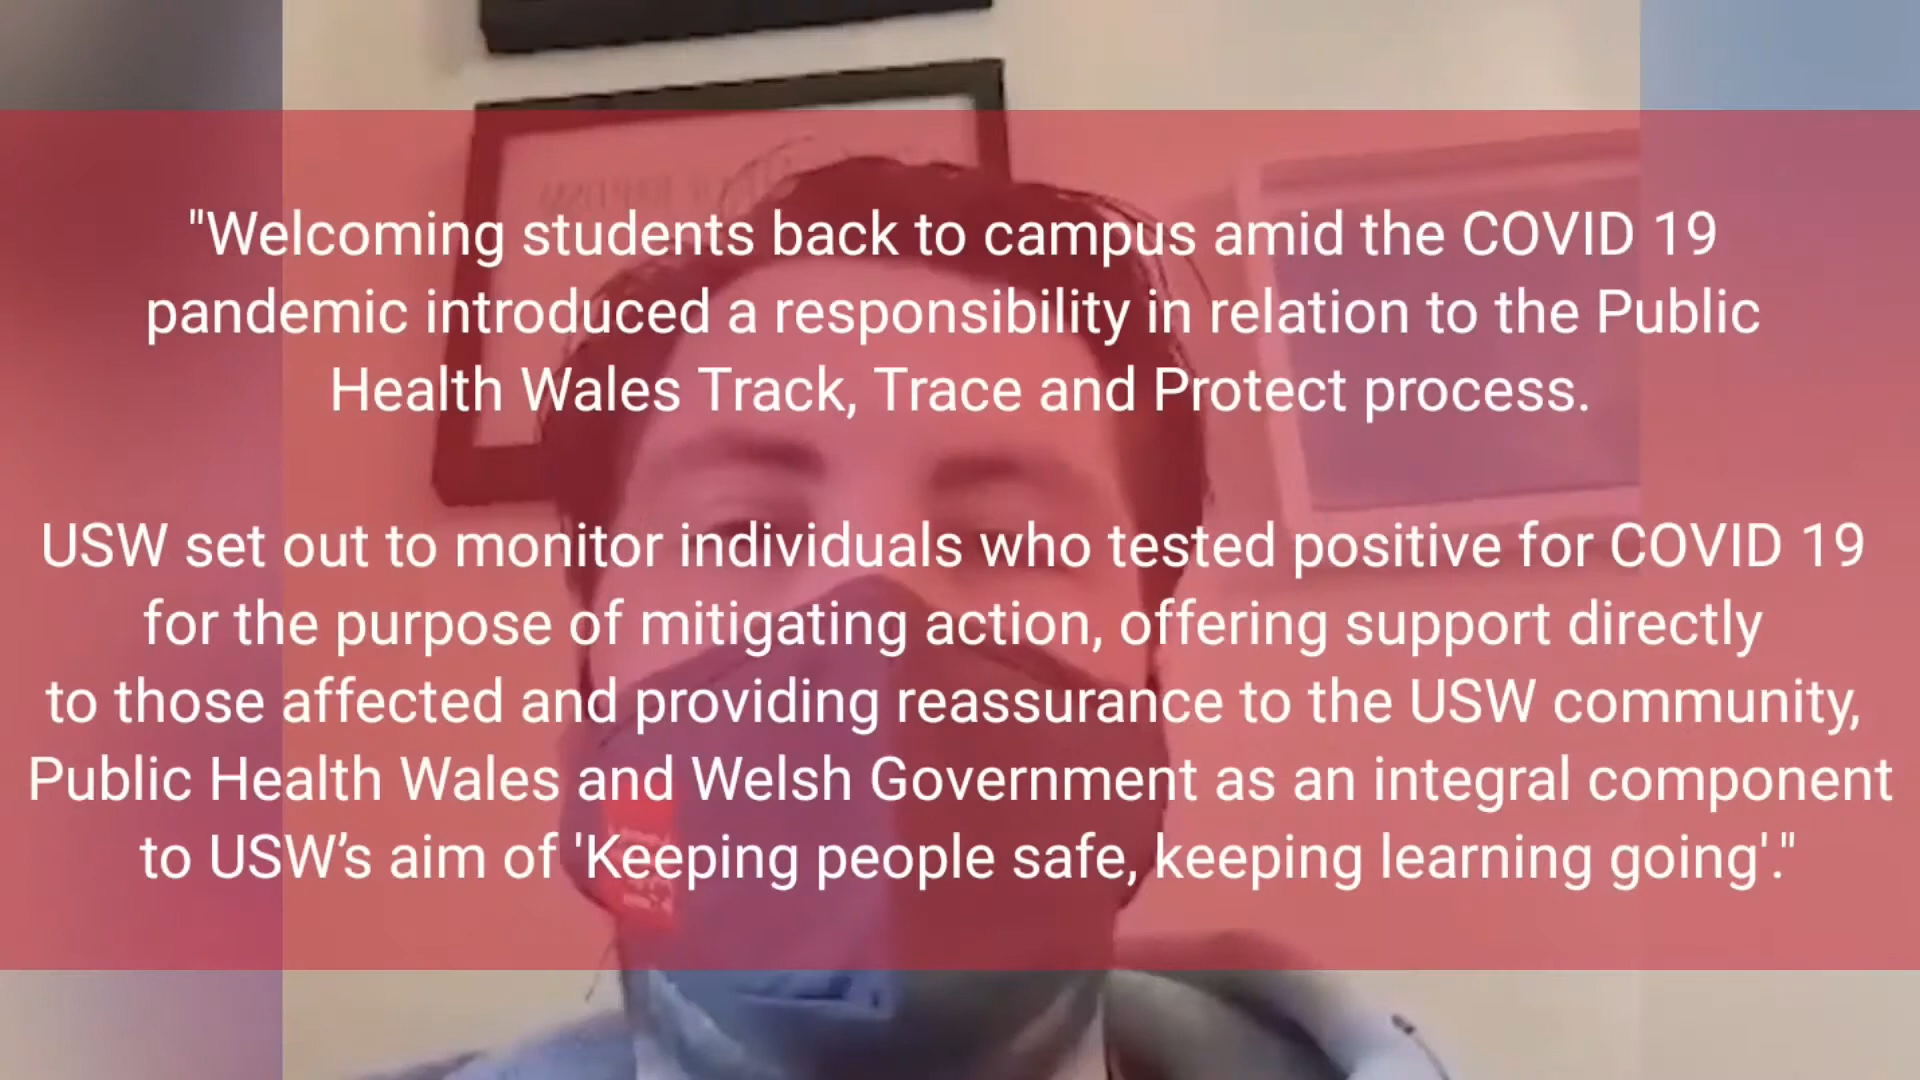 "Welcoming students back to campus amid the COVID 19
pandemic introduced a responsibility in relation to the Public
Health Wales Track, Trace and Protect process.
USW set out to monitor individuals who tested positive for COVID 19
for the purpose of mitigating action, offering support directly
to those affected and providing reassurance to the USW community,
Public Health Wales and Welsh Government as an integral component
to USW’s aim of 'Keeping people safe, keeping learning going'."